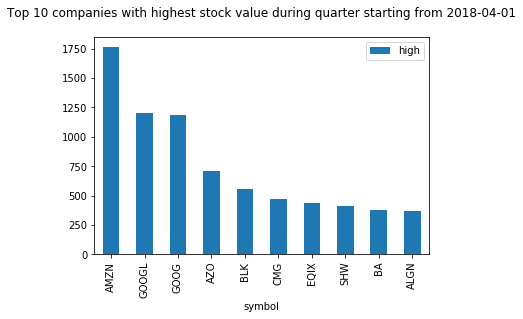 Top 10 companies with highest stock value during quarter starting from 2018-04-01
high
1750
1500
1250
1000
750
500
250
0
AMZN
GOOGL
GOOG
AZO
BLK
CMG
EQIX
SHW
BA
ALGN
symbol